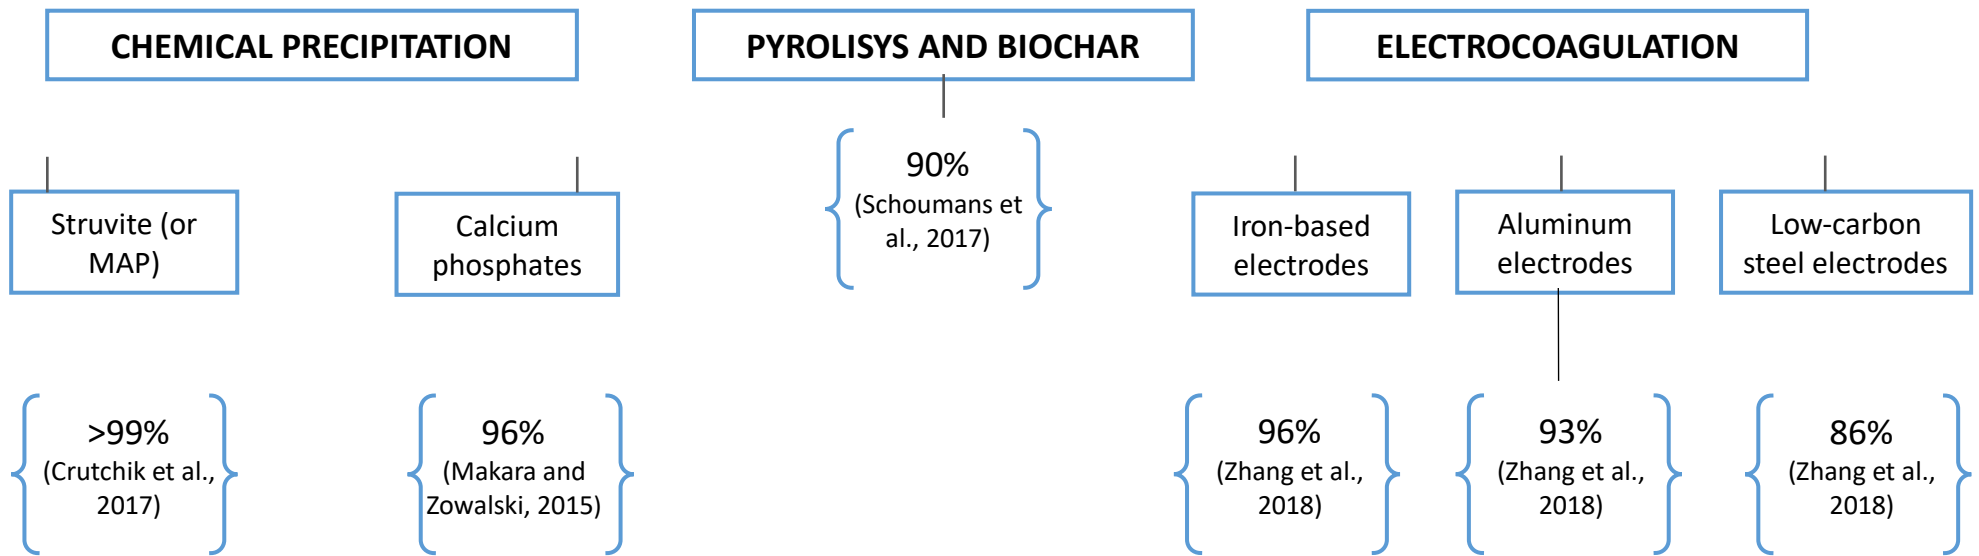 CHEMICAL PRECIPITATION
PYROLISYS AND BIOCHAR
ELECTROCOAGULATION
90%
(Schoumans et
al., 2017)
Struvite (or
MAP)
Calcium
phosphates
Iron-based
electrodes
Aluminum
electrodes
Low-carbon
steel electrodes
>99%
(Crutchik et al.,
2017)
96%
(Makara and
Zowalski, 2015)
96%
(Zhang et al.,
2018)
93%
(Zhang et al.,
2018)
86%
(Zhang et al.,
2018)